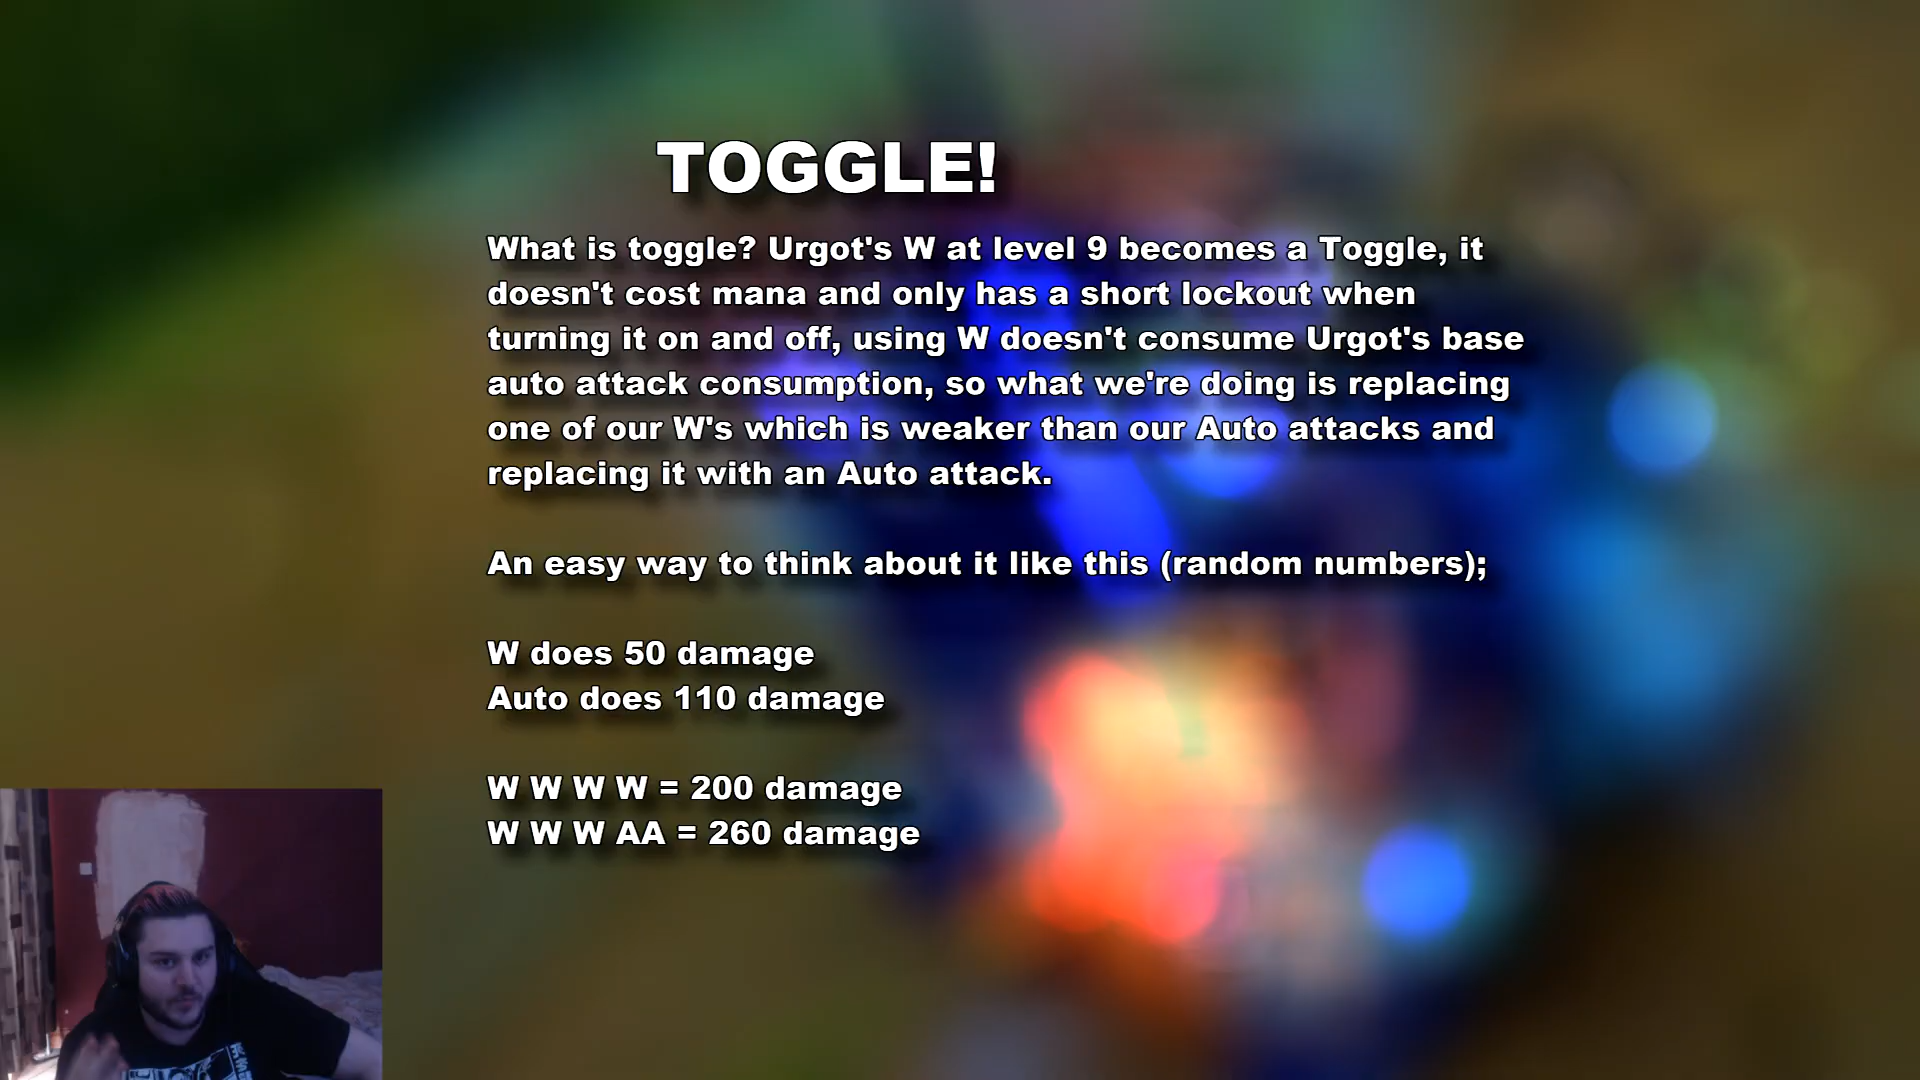 TOGGLE!
What is toggle? Urgot's W at level 9 becomes a Toggle, it
doesn't cost mana and only has a short lockout when
turning it on and off, using W doesn't consume Urgot's base
auto attack consumption, so what we're doing is replacing
one of our W's which is weaker than our Auto attacks and
replacing it with an Auto attack.
An easy way to think about it like this (random numbers);
W does 50 damage
Auto does 110 damage
W W W W = 200 damage
W W W AA = 260 damage